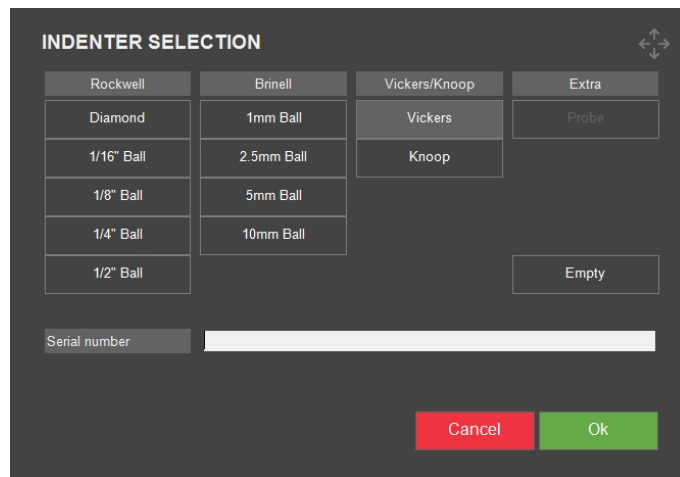 INDENTER SELECTION
Rockwell Brinell Vickers/Knoop Extra
Diamond 1mm Ball Vickers Probe
1/16" Ball 2.5mm Ball Knoop
1/8" Ball 5mm Ball
1/4" Ball 10mm Ball
1/2" Ball Empty
Serial number
Cancel Ok